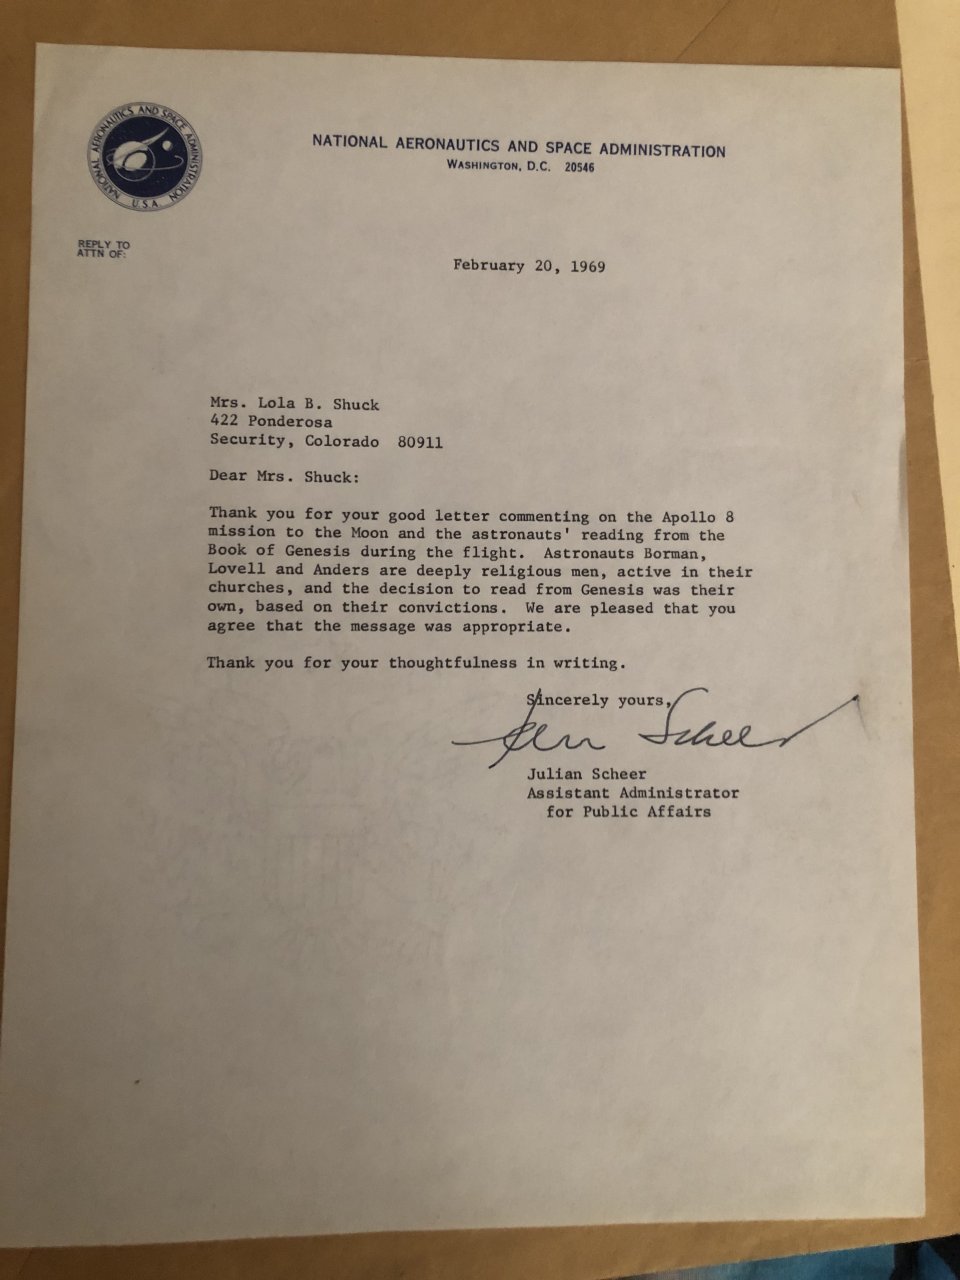 NATIONAL AERONAUTICS AND SPACE ADMINISTRATION
U.S.A.
NATIONAL AERONAUTICS AND SPACE ADMINISTRATION
WASHINGTON, D.C. 20546
REPLY TO
ATTN OF:
February 20, 1969
Mrs. Lola B. Shuck
422 Ponderosa
Security, Colorado 80911
Dear Mrs. Shuck:
Thank you for your good letter commenting on the Apollo 8
mission to the Moon and the astronauts' reading from the
Book of Genesis during the flight. Astronauts Borman,
Lovell and Anders are deeply religious men, active in their
churches, and the decision to read from Genesis was their
own, based on their convictions. We are pleased that you
agree that the message was appropriate.
Thank you for your thoughtfulness in writing.
Sincerely yours,
Scheer
Julian Scheer
Assistant Administrator
for Public Affairs